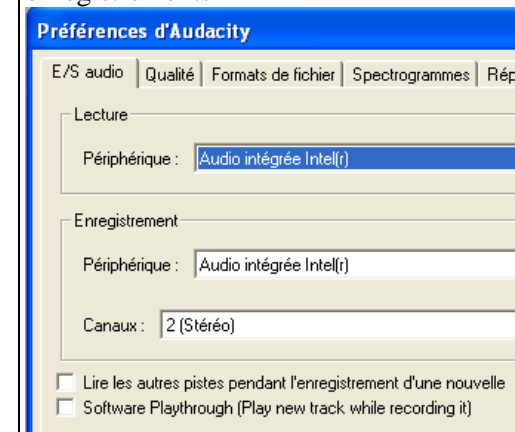 Préférences d'Audacity
E/S audio Qualité Formats de fichier Spectrogrammes Rép
Lecture
Périphérique : Audio intégrée Intel(r)
Enregistrement
Périphérique : Audio intégrée Intel(r)
Canaux : 2 (Stéréo)
Lire les autres pistes pendant l'enregistrement d'une nouvelle
Software Playthrough (Play new track while recording it)